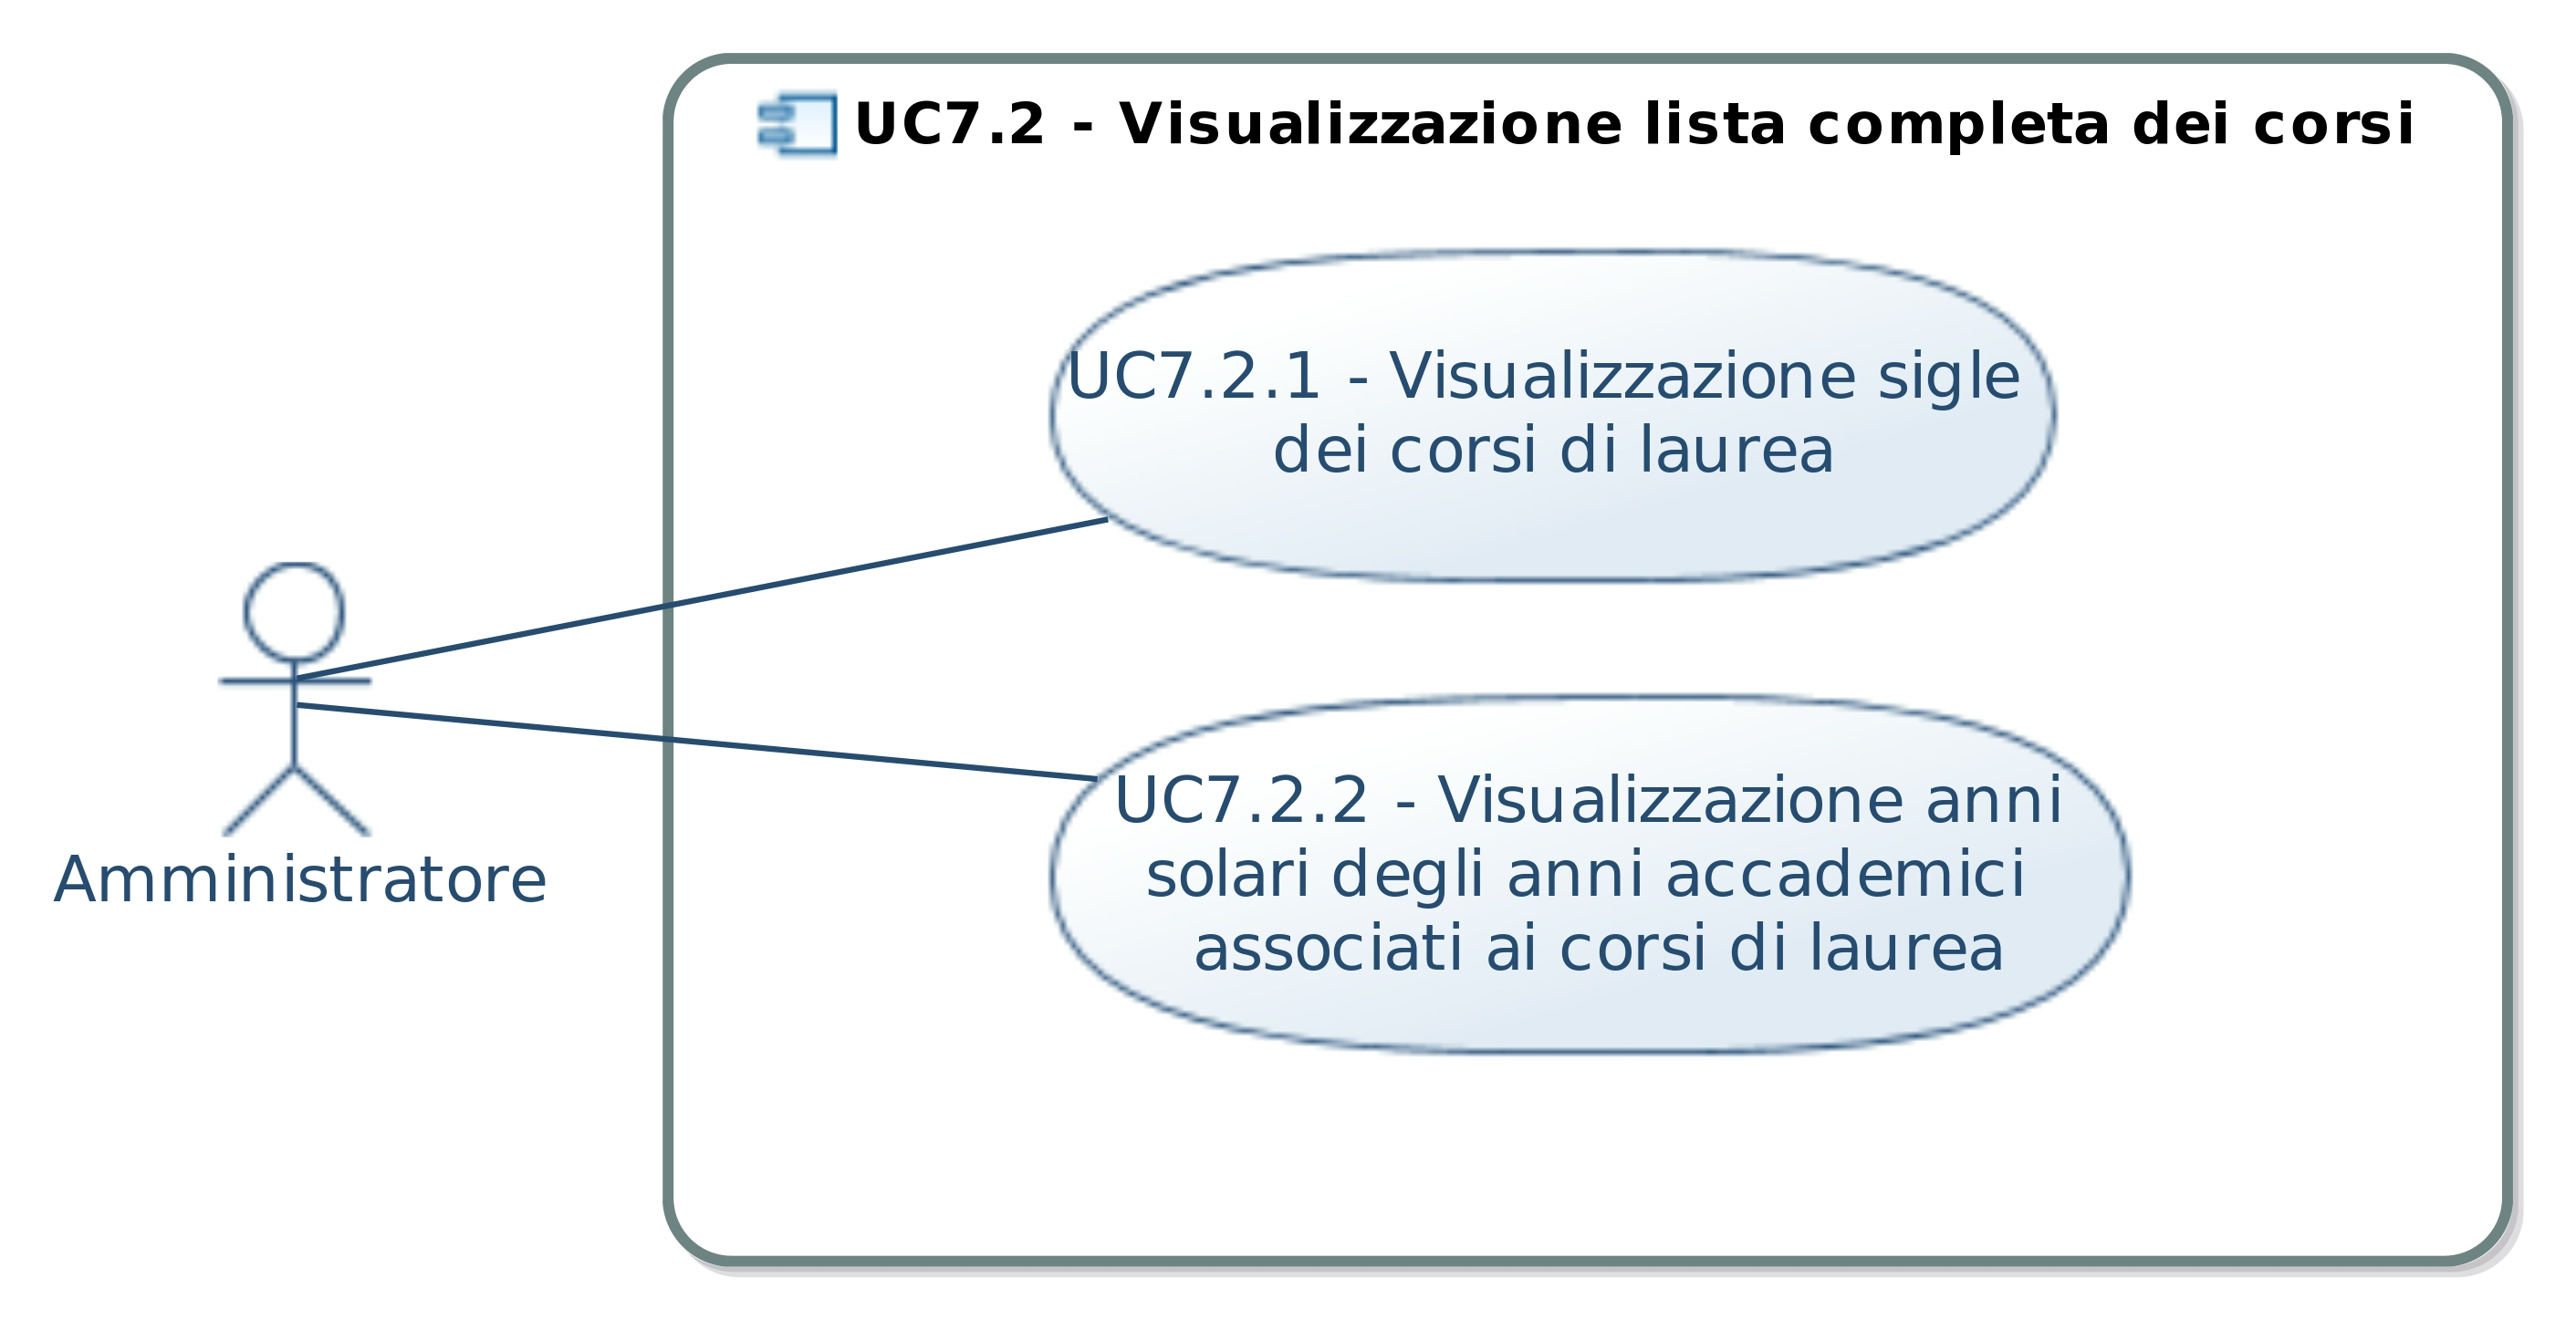 UC7.2 - Visualizzazione lista completa dei corsi
UC7.2.1 - Visualizzazione sigle
dei corsi di laurea
Amministratore
UC7.2.2 - Visualizzazione anni
solari degli anni accademici
associati ai corsi di laurea